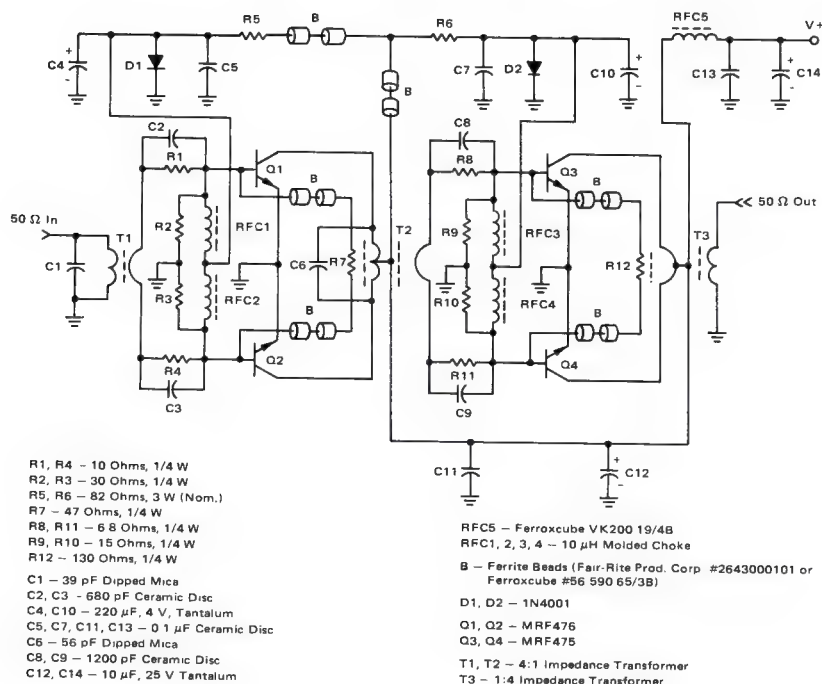 R5
B
R6
RFC5
V+
C4
+
-
D1
C5
B
C7
D2
C10
+
-
C13
+
-
C14
C2
R1
Q1
B
C8
R8
Q3
B
50 Ω In
T1
C1
R2
RFC1
R3
RFC2
C6
R7
T2
R9
RFC3
R10
RFC4
R12
T3
50 Ω Out
B
B
R4
Q2
C3
R11
Q4
C9
C11
+
-
C12
R1, R4 – 10 Ohms, 1/4 W
R2, R3 – 30 Ohms, 1/4 W
R5, R6 – 82 Ohms, 3 W (Nom.)
R7 – 47 Ohms, 1/4 W
R8, R11 – 6 8 Ohms, 1/4 W
R9, R10 – 15 Ohms, 1/4 W
R12 – 130 Ohms, 1/4 W
C1 – 39 pF Dipped Mica
C2, C3 - 680 pF Ceramic Disc
C4, C10 – 220 μF, 4 V, Tantalum
C5, C7, C11, C13 – 0 1 μF Ceramic Disc
C6 – 56 pF Dipped Mica
C8, C9 – 1200 pF Ceramic Disc
C12, C14 – 10 μF, 25 V Tantalum
RFC5 – Ferroxcube VK200 19/4B
RFC1, 2, 3, 4 – 10 μH Molded Choke
B – Ferrite Beads (Fair-Rite Prod. Corp #2643000101 or
Ferroxcube #56 590 65/3B)
D1, D2 – 1N4001
Q1, Q2 – MRF476
Q3, Q4 – MRF475
T1, T2 – 4:1 Impedance Transformer
T3 – 1:4 Impedance Transformer